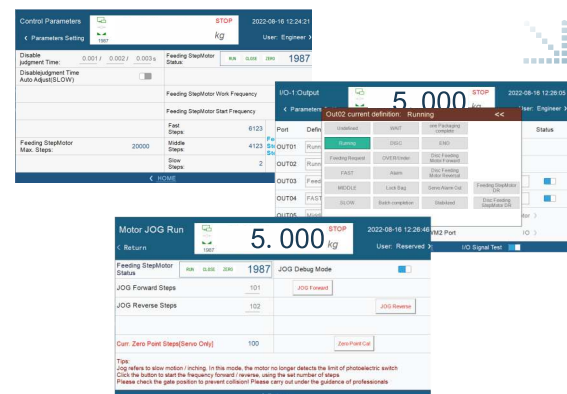 Control Parameters
STOP
2022-08-16 12:24:21
< Parameters Setting
1987
kg
User: Engineer >
Disable judgment Time:
0.001 / 0.002 / 0.003 s
Feeding StepMotor Status:
RUN CLOSE ZERO 1987
Disablejudgment Time Auto Adjust(SLOW)
Feeding StepMotor Work Frequency
Feeding StepMotor Start Frequency
Feeding StepMotor Max. Steps:
20000
Fast Steps:
6123
Middle Steps:
4123
Slow Steps:
2
< HOME
I/O-1:Output
5.000
STOP
2022-08-16 12:26:05
User: Engineer >
Out02 current definition: Running
<<
Port
Status
Undefined
WAIT
one Packaging complete
Running
DISC
ENG
Feeding Request
OVER/Under
Disc Feeding Motor Forward
FAST
Alarm
Disc Feeding Motor Reversal
MIDDLE
Lock Bag
Servo Alarm Out
Feeding StepMotor DR
SLOW
Batch completion
Stabilized
Disc Feeding StepMotor DR
OUT01
OUT02
OUT03
OUT04 FAST
OUT05
I/O Signal Test
Motor JOG Run
1987
5.000 kg
STOP
2022-08-16 12:26:46
< Return
User: Reserved >
Feeding StepMotor Status
RUN CLOSE ZERO 1987
JOG Debug Mode
JOG Forward Steps
101
JOG Forward
JOG Reverse Steps
102
JOG Reverse
Curr. Zero Point Steps[Servo Only]
100
Zero Point Cal
Tips:
Jog refers to slow motion / inching. In this mode, the motor no longer detects the limit of photoelectric switch
Click the button to start the frequency forward / reverse, using the set number of steps
Please check the gate position to prevent collision! Please carry out under the guidance of professionals